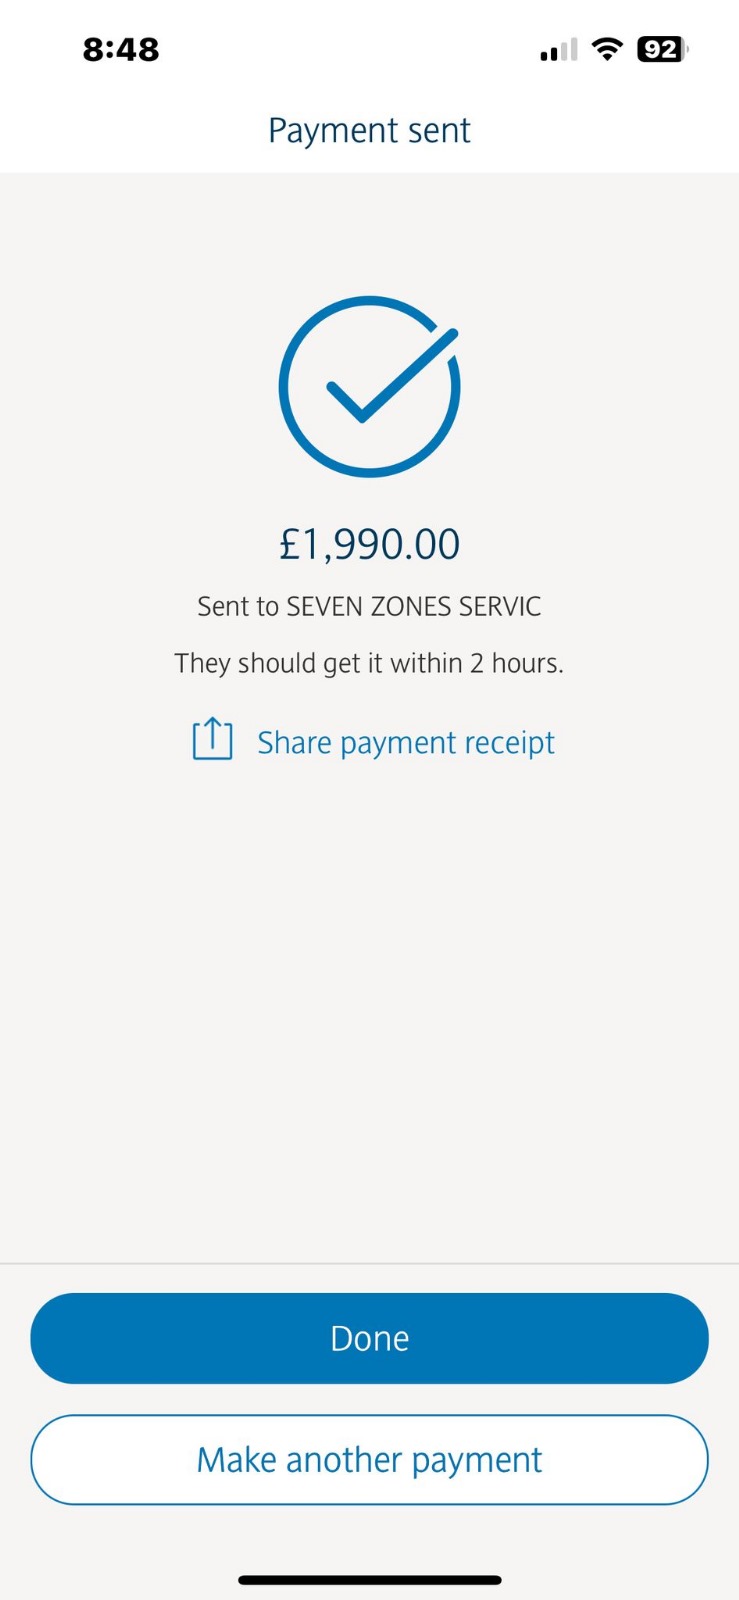 8:48
92
Payment sent
£1,990.00
Sent to SEVEN ZONES SERVIC
They should get it within 2 hours.
Share payment receipt
Done
Make another payment